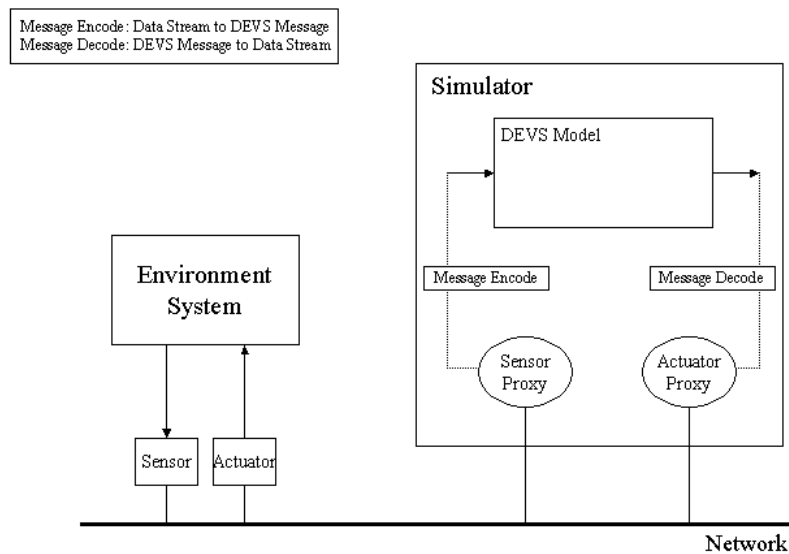 Message Encode: Data Stream to DEVS Message
Message Decode: DEVS Message to Data Stream
Simulator
DEVS Model
Environment
System
Message Encode
Message Decode
Sensor
Proxy
Actuator
Proxy
Sensor
Actuator
Network